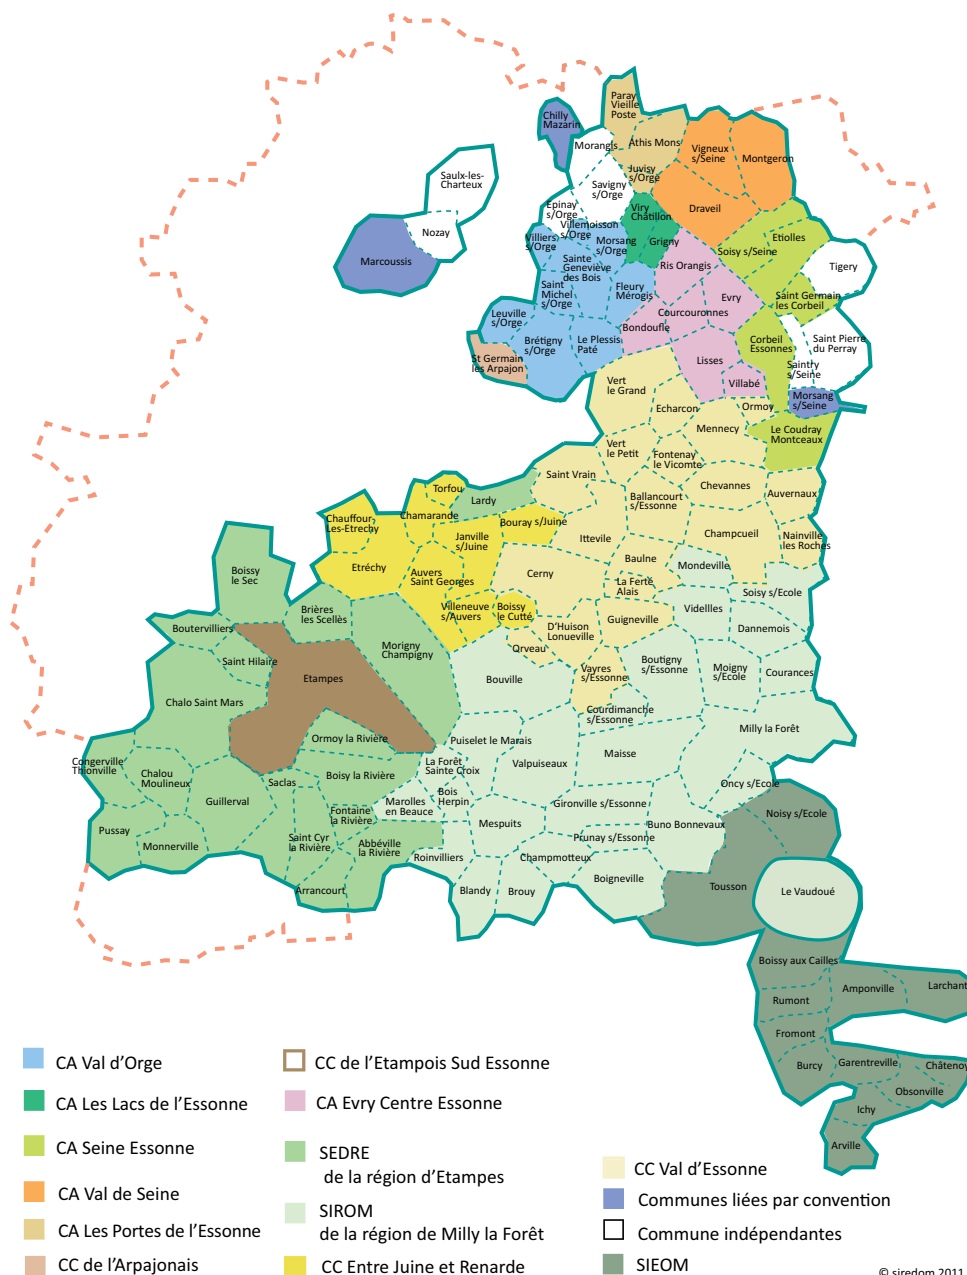 Paray
Vieille
Poste
Chilly
Mazarin
Morangis
Athis Mons
Vigneux
s/Seine
Montgeron
Juvisy
s/Orge
Saulx-les-
Charteux
Savigny
s/Orge
Draveil
Epinay
s/Orge
Viry
Chatillon
Nozay
Villemoisson
s/Orge
Villiers
s/Orge
Morsang
s/Orge
Grigny
Etiolles
Soisy s/Seine
Marcoussis
Sainte
Geneviève
des Bois
Ris Orangis
Tigery
Saint
Michel
s/Orge
Fleury
Mérogis
Evry
Saint Germain
les Corbeil
Leuville
s/Orge
Courcouronnes
Bondoufle
Brétigny
s/Orge
Le Plessis
Paté
Corbeil
Essonnes
Saint Pierre
du Perray
St Germain
les Arpajon
Lisses
Saintry
s/Seine
Vert
le Grand
Villabé
Morsang
s/Seine
Echarcon
Ormoy
Mennecy
Le Coudray
Montceaux
Vert
le Petit
Fontenay
le Vicomte
Saint Vrain
Chevannes
Torfou
Lardy
Ballancourt
s/Essonne
Auvernaux
Chauffour
-Les-Etrechy
Chamarande
Bouray s/Juine
Janville
s/Juine
Itteville
Champcueil
Nainville
les Roches
Etréchy
Auvers
Saint Georges
Cerny
Baulne
Mondeville
Boissy
le Sec
La Ferté
Alais
Soisy s/Ecole
Brières
les Scellès
Villeneuve
s/Auvers
Boissy
le Cutté
Videllles
Guigneville
Boutervilliers
D'Huison
Lonueville
Dannemois
Morigny
Champigny
Orveau
Saint Hilaire
Etampes
Bouville
Vayres
s/Essonne
Boutigny
s/Essonne
Moigny
s/Ecole
Courances
Chalo Saint Mars
Courdimanche
s/Essonne
Milly la Forêt
Ormoy la Rivière
Puiselet le Marais
Maisse
Congerville
Thionville
Chalou
Moulineux
La Forêt
Sainte Croix
Valpuiseaux
Saclas
Boisy la Rivière
Oncy s/Ecole
Guillerval
Bois
Herpin
Marolles
en Beauce
Gironville s/Essonne
Noisy s/Ecole
Fontaine
la Rivière
Mespuits
Buno Bonnevaux
Pussay
Saint Cyr
la Rivière
Prunay s/Essonne
Monnerville
Abbéville
la Rivière
Roinvilliers
Champmotteux
Boigneville
Tousson
Arrancourt
Blandy
Brouy
Le Vaudoué
Boissy aux Cailles
Amponville
Larchant
Rumont
Fromont
Burcy
Garentreville
Châtenoy
Obsonville
Ichy
Arville
CA Val d'Orge
CA Les Lacs de l'Essonne
CA Seine Essonne
CA Val de Seine
CA Les Portes de l'Essonne
CC de l'Arpajonais
CC de l'Etampois Sud Essonne
CA Evry Centre Essonne
SEDRE
de la région d'Etampes
SIROM
de la région de Milly la Forêt
CC Entre Juine et Renarde
CC Val d'Essonne
Communes liées par convention
Commune indépendantes
SIEOM
© siredom 2011